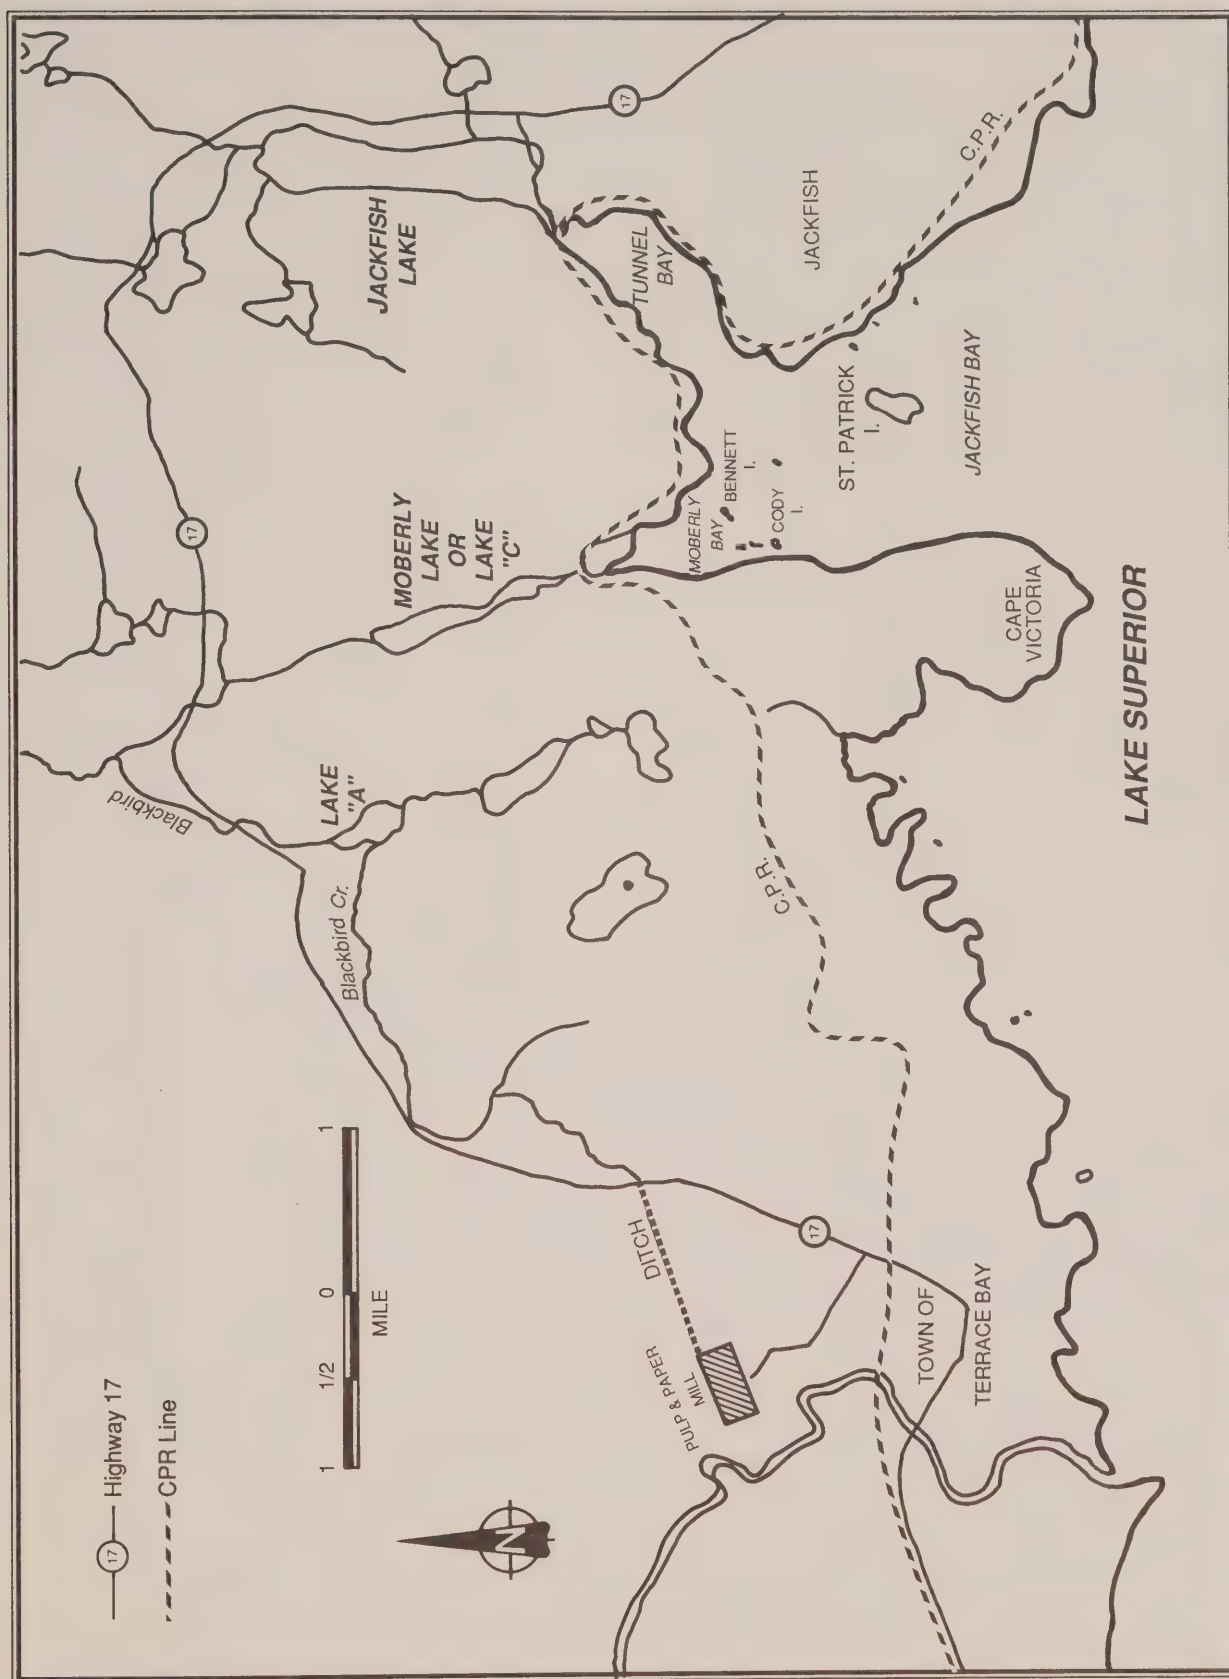 17
Highway 17
CPR Line
N
1
1/2
0
1
MILE
Blackbird
Blackbird Cr.
LAKE
"A"
17
MOBERLY
LAKE
OR
LAKE
"C"
JACKFISH
LAKE
17
TUNNEL
BAY
JACKFISH
C.P.R.
MOBERLY
BAY
BENNETT
I.
CODY
I.
ST. PATRICK
I.
JACKFISH BAY
CAPE
VICTORIA
C.P.R.
DITCH
PULP & PAPER
MILL
17
TOWN OF
TERRACE BAY
LAKE SUPERIOR